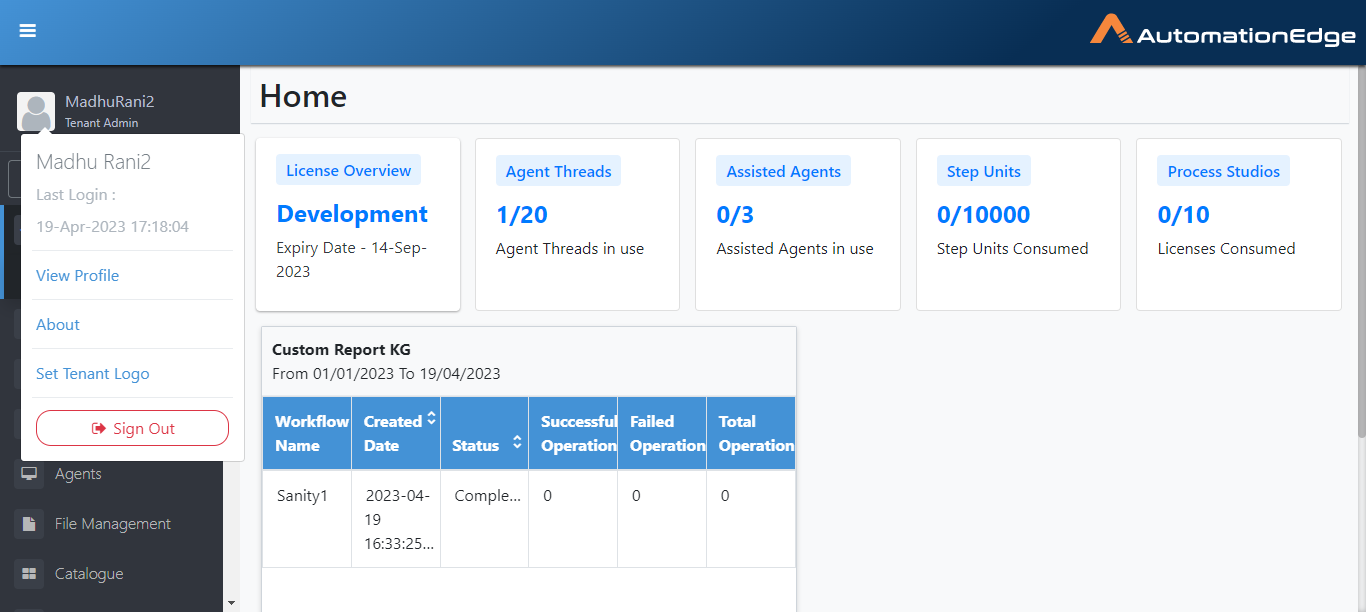 AutomationEdge
MadhuRani2
Tenant Admin
Madhu Rani2
Last Login :
19-Apr-2023 17:18:04
View Profile
About
Set Tenant Logo
Sign Out
Agents
File Management
Catalogue
Home
License Overview
Development
Expiry Date - 14-Sep-
2023
Agent Threads
1/20
Agent Threads in use
Assisted Agents
0/3
Assisted Agents in use
Step Units
0/10000
Step Units Consumed
Process Studios
0/10
Licenses Consumed
Custom Report KG
From 01/01/2023 To 19/04/2023
Workflow
Name
Created
Date
Status
Successful
Operation
Failed
Operation
Total
Operation
Sanity1
2023-04-
19
16:33:25...
Comple...
0
0
0